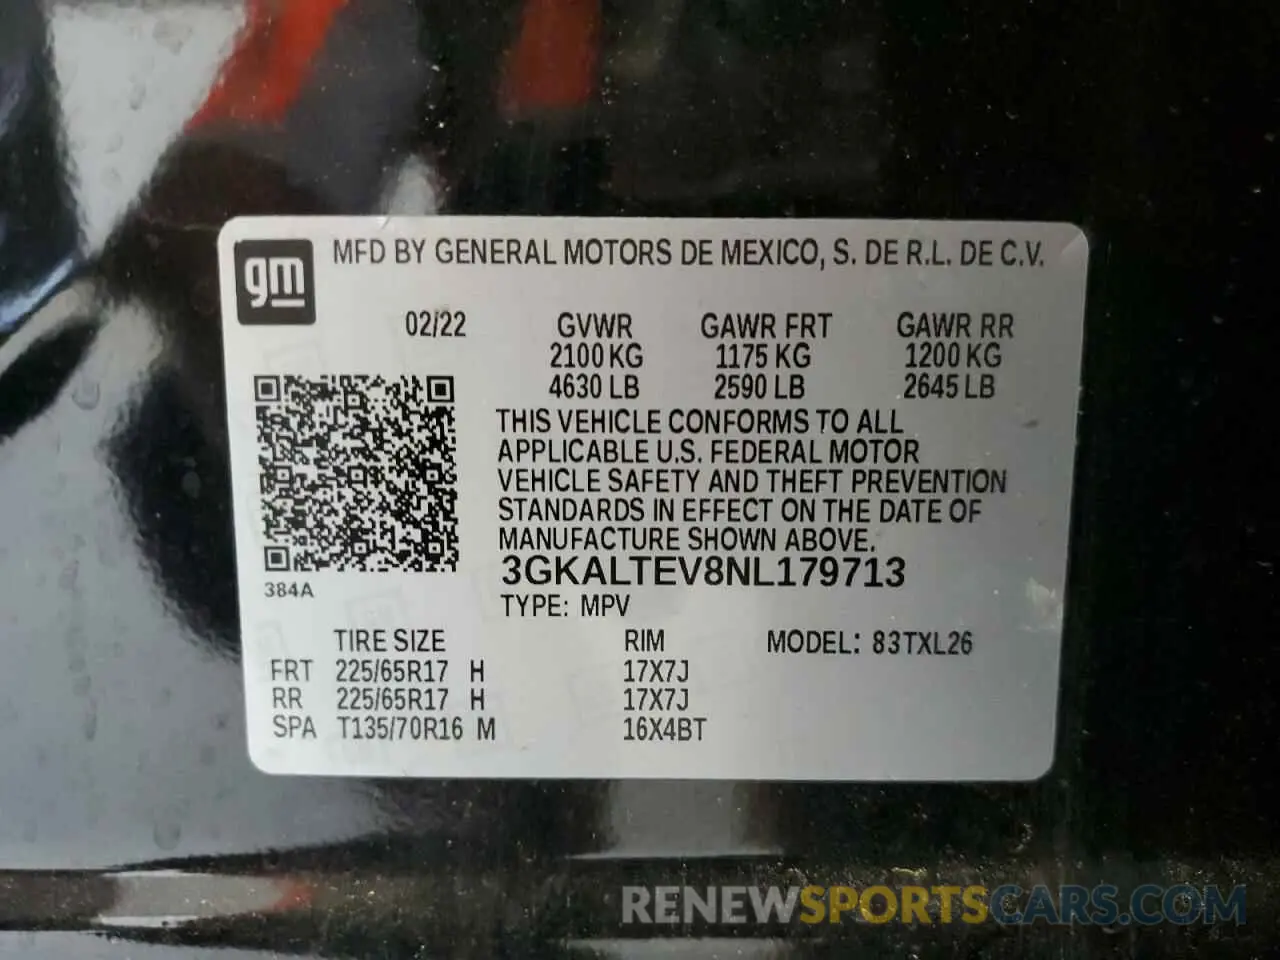 gm
MFD BY GENERAL MOTORS DE MEXICO, S. DE R.L. DE C.V.
02/22 GVWR GAWR FRT GAWR RR
2100 KG 1175 KG 1200 KG
4630 LB 2590 LB 2645 LB
THIS VEHICLE CONFORMS TO ALL
APPLICABLE U.S. FEDERAL MOTOR
VEHICLE SAFETY AND THEFT PREVENTION
STANDARDS IN EFFECT ON THE DATE OF
MANUFACTURE SHOWN ABOVE.
3GKALTEV8NL179713
384A
TYPE: MPV
TIRE SIZE RIM MODEL: 83TXL26
FRT 225/65R17 H 17X7J
RR 225/65R17 H 17X7J
SPA T135/70R16 M 16X4BT
RENEWSPORTSCARS.COM